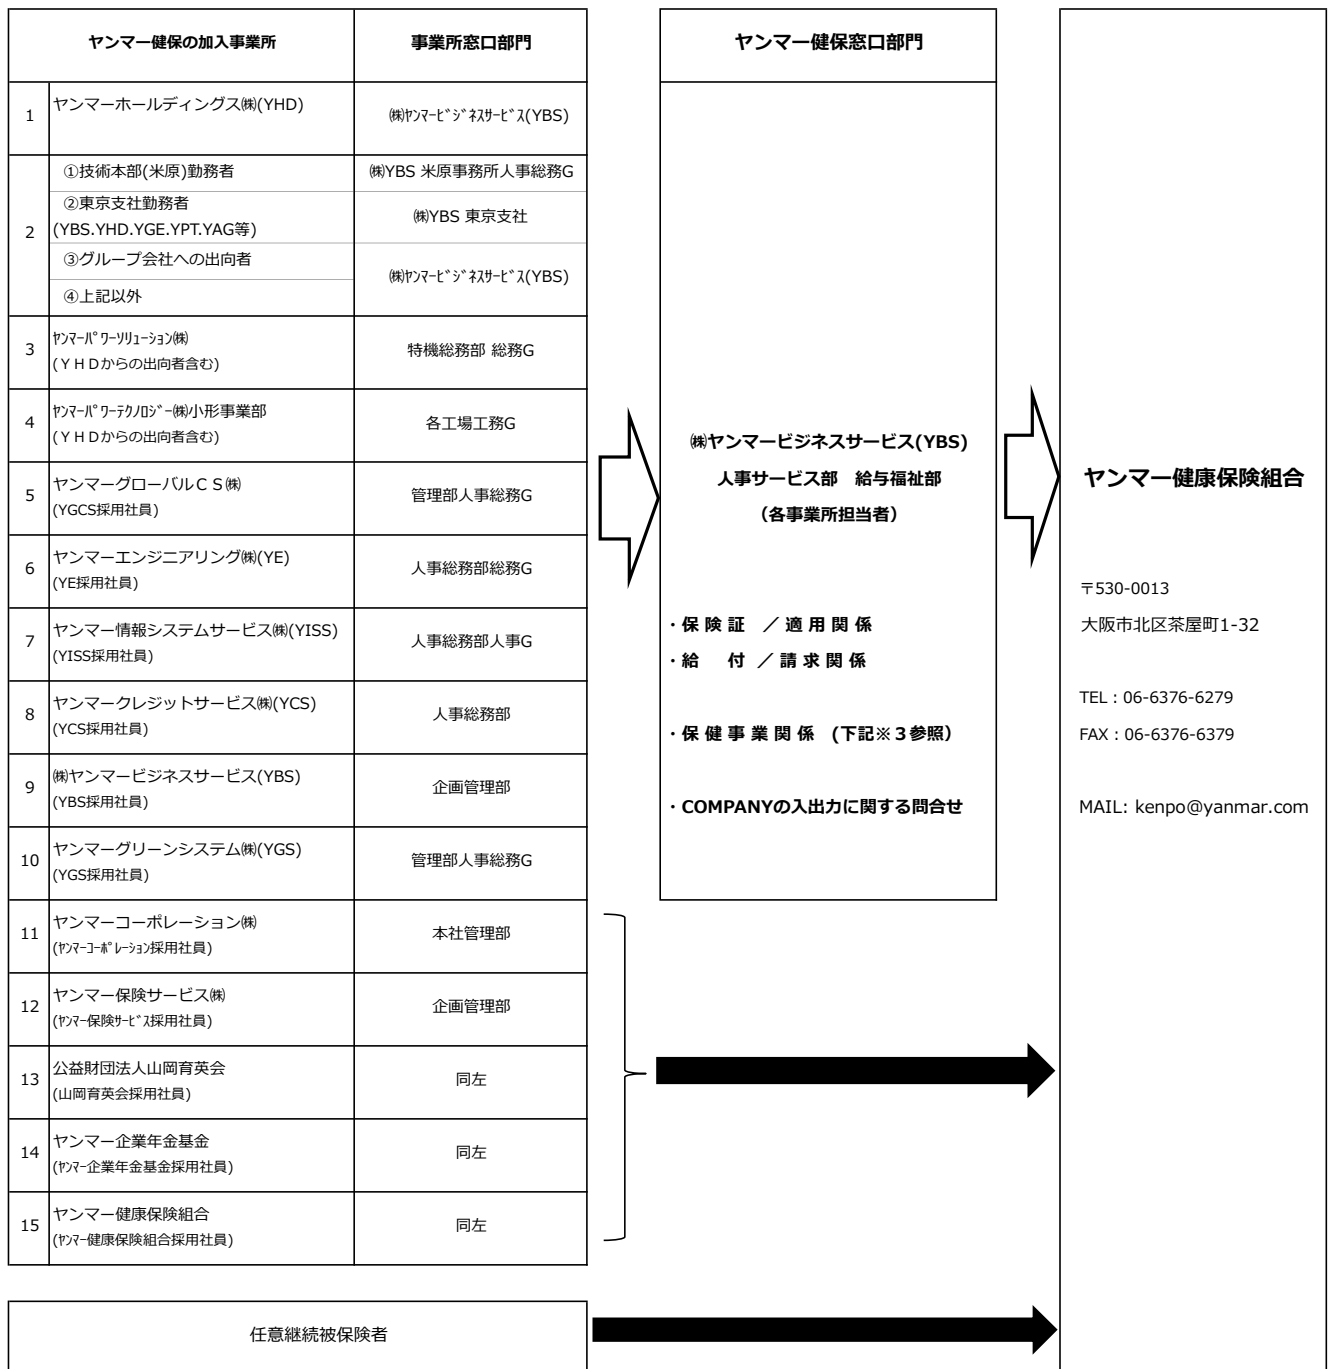 ヤンマー健保の加入事業所
事業所窓口部門
1
ヤンマーホールディングス㈱(YHD)
㈱ﾔﾝﾏｰﾋﾞｼﾞﾈｽｻｰﾋﾞｽ(YBS)
2
①技術本部(米原)勤務者
㈱YBS 米原事務所人事総務G
②東京支社勤務者
(YBS.YHD.YGE.YPT.YAG等)
㈱YBS 東京支社
③グループ会社への出向者
㈱ﾔﾝﾏｰﾋﾞｼﾞﾈｽｻｰﾋﾞｽ(YBS)
④上記以外
3
ﾔﾝﾏｰﾊﾟﾜｰｿﾘｭｰｼｮﾝ㈱
(ＹＨＤからの出向者含む)
特機総務部 総務G
4
ﾔﾝﾏｰﾊﾟﾜｰﾃｸﾉﾛｼﾞｰ㈱小形事業部
(ＹＨＤからの出向者含む)
各工場工務G
5
ヤンマーグローバルＣＳ㈱
(YGCS採用社員)
管理部人事総務G
6
ヤンマーエンジニアリング㈱(YE)
(YE採用社員)
人事総務部総務G
7
ヤンマー情報システムサービス㈱(YISS)
(YISS採用社員)
人事総務部人事G
8
ヤンマークレジットサービス㈱(YCS)
(YCS採用社員)
人事総務部
9
㈱ヤンマービジネスサービス(YBS)
(YBS採用社員)
企画管理部
10
ヤンマーグリーンシステム㈱(YGS)
(YGS採用社員)
管理部人事総務G
11
ヤンマーコーポレーション㈱
(ﾔﾝﾏｰｺｰﾎﾟﾚｰｼｮﾝ採用社員)
本社管理部
12
ヤンマー保険サービス㈱
(ﾔﾝﾏｰ保険ｻｰﾋﾞｽ採用社員)
企画管理部
13
公益財団法人山岡育英会
(山岡育英会採用社員)
同左
14
ヤンマー企業年金基金
(ﾔﾝﾏｰ企業年金基金採用社員)
同左
15
ヤンマー健康保険組合
(ﾔﾝﾏｰ健康保険組合採用社員)
同左
任意継続被保険者
ヤンマー健保窓口部門
㈱ヤンマービジネスサービス(YBS)
人事サービス部　給与福祉部
（各事業所担当者）
・保 険 証　／ 適 用 関 係
・給　　付　／ 請 求 関 係
・保 健 事 業 関 係　(下記※３参照）
・COMPANYの入出力に関する問合せ
ヤンマー健康保険組合
〒530-0013
大阪市北区茶屋町1-32
TEL：06-6376-6279
FAX：06-6376-6379
MAIL: kenpo@yanmar.com